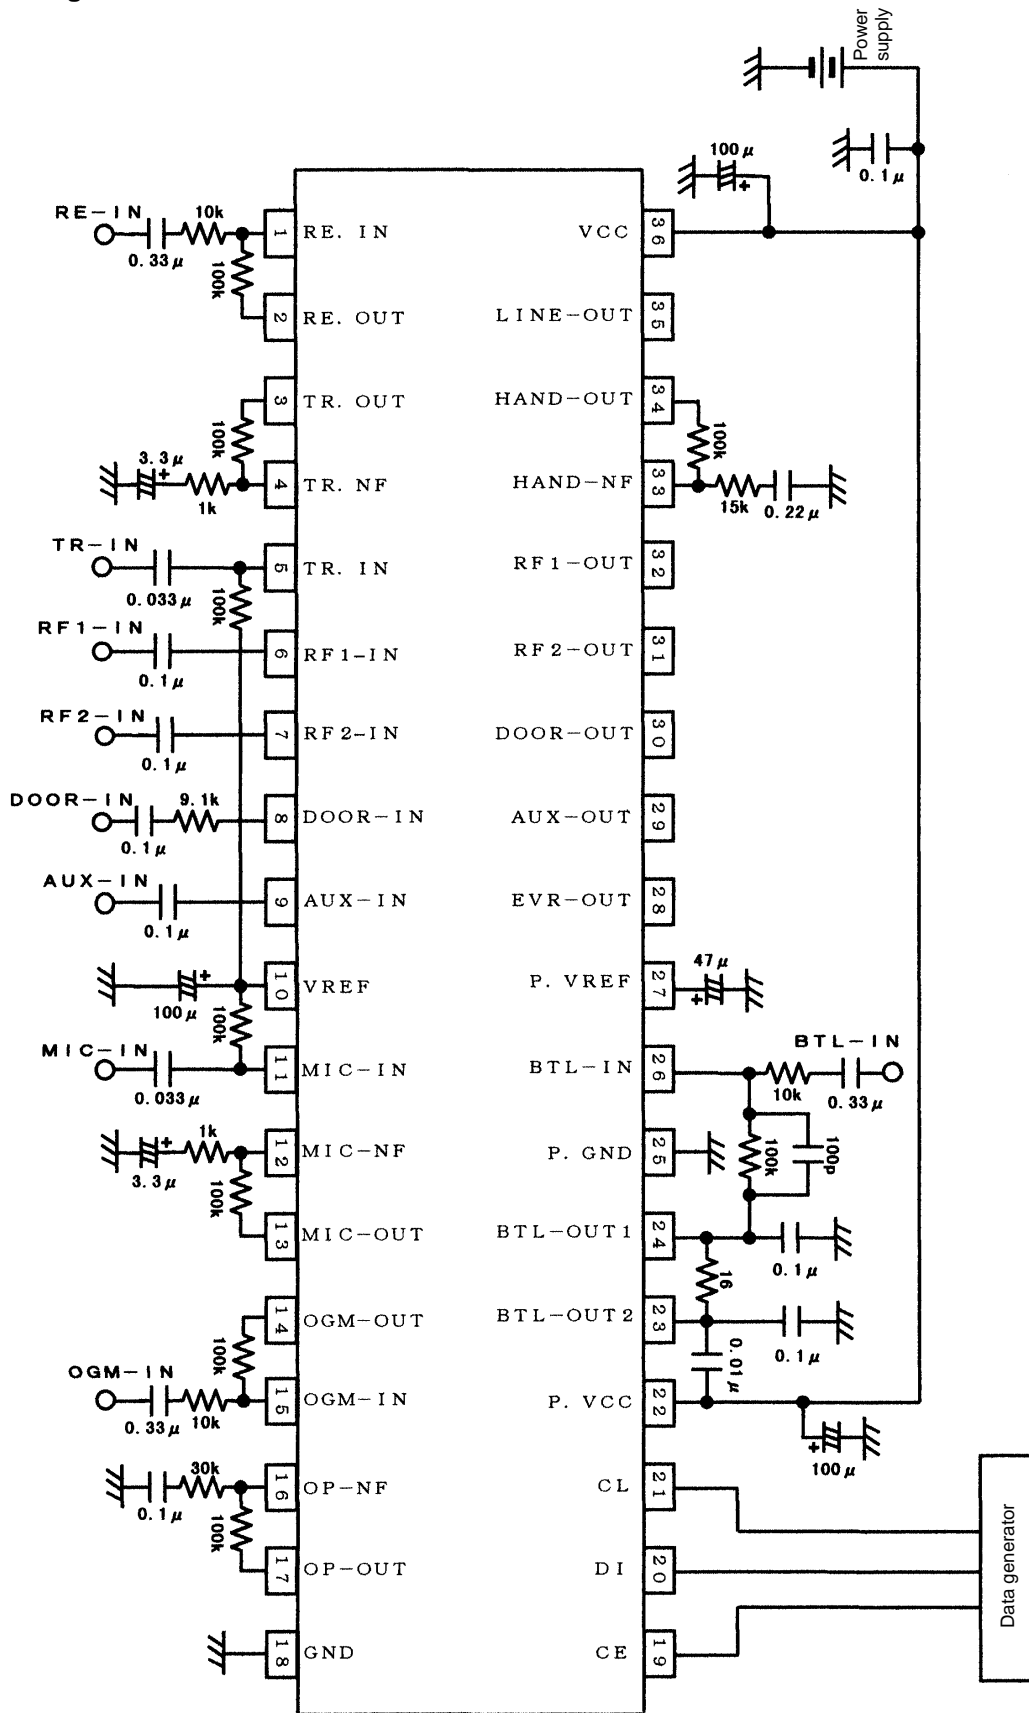 Power
supply
0.1μ
100μ
RE-IN
0.33μ
10k
100k
1 RE. IN
2 RE. OUT
3 TR. OUT
100k
3.3μ
+
1k
4 TR. NF
TR-IN
0.033μ
5 TR. IN
100k
RF1-IN
0.1μ
6 RF1-IN
RF2-IN
0.1μ
7 RF2-IN
DOOR-IN
0.1μ
9.1k
8 DOOR-IN
AUX-IN
0.1μ
9 AUX-IN
100μ
+
10 VREF
100k
MIC-IN
0.033μ
11 MIC-IN
3.3μ
+
1k
12 MIC-NF
100k
13 MIC-OUT
14 OGM-OUT
100k
OGM-IN
0.33μ
10k
15 OGM-IN
0.1μ
30k
16 OP-NF
100k
17 OP-OUT
18 GND
VCC 36
+
LINE-OUT 35
HAND-OUT 34
100k
HAND-NF 33
15k
0.22μ
RF1-OUT 32
RF2-OUT 31
DOOR-OUT 30
AUX-OUT 29
EVR-OUT 28
P. VREF 27
47μ
+
BTL-IN 26
BTL-IN
10k
0.33μ
100k
100p
P. GND 25
BTL-OUT1 24
0.1μ
16
BTL-OUT2 23
0.1μ
0.01μ
P. VCC 22
+
100μ
CL 21
DI 20
CE 19
Data generator